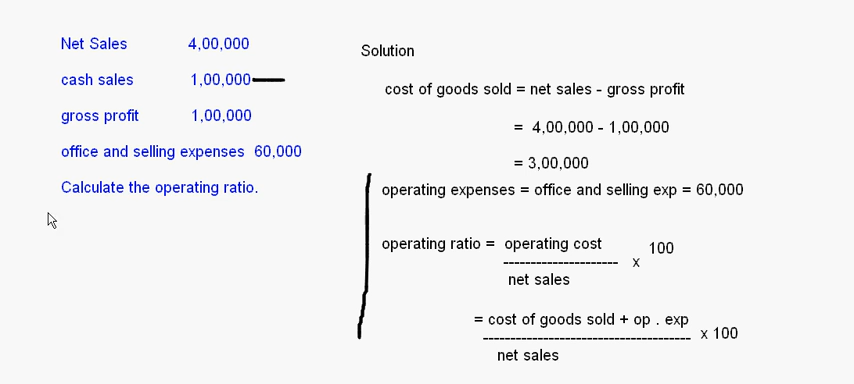 Net Sales 4,00,000
cash sales 1,00,000
gross profit 1,00,000
office and selling expenses 60,000
Calculate the operating ratio.
Solution
cost of goods sold = net sales - gross profit
= 4,00,000 - 1,00,000
= 3,00,000
operating expenses = office and selling exp = 60,000
operating ratio = operating cost
-------------------- x 100
net sales
= cost of goods sold + op . exp
------------------------------------ x 100
net sales